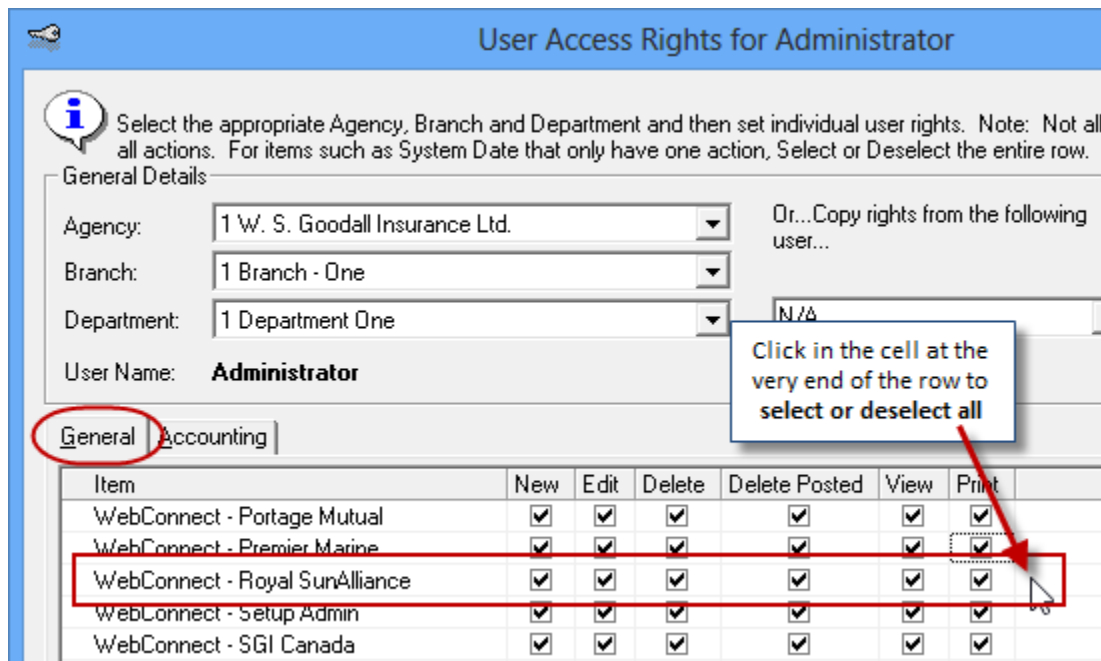 User Access Rights for Administrator
Select the appropriate Agency, Branch and Department and then set individual user rights. Note: Not all
all actions. For items such as System Date that only have one action, Select or Deselect the entire row.
General Details
Agency: 1 W. S. Goodall Insurance Ltd.
Or...Copy rights from the following
user...
Branch: 1 Branch - One
Department: 1 Department One
N/A
User Name: Administrator
Click in the cell at the
very end of the row to
select or deselect all
General Accounting
Item New Edit Delete Delete Posted View Print
WebConnect - Portage Mutual
WebConnect - Premier Marine
WebConnect - Royal SunAlliance
WebConnect - Setup Admin
WebConnect - SGI Canada